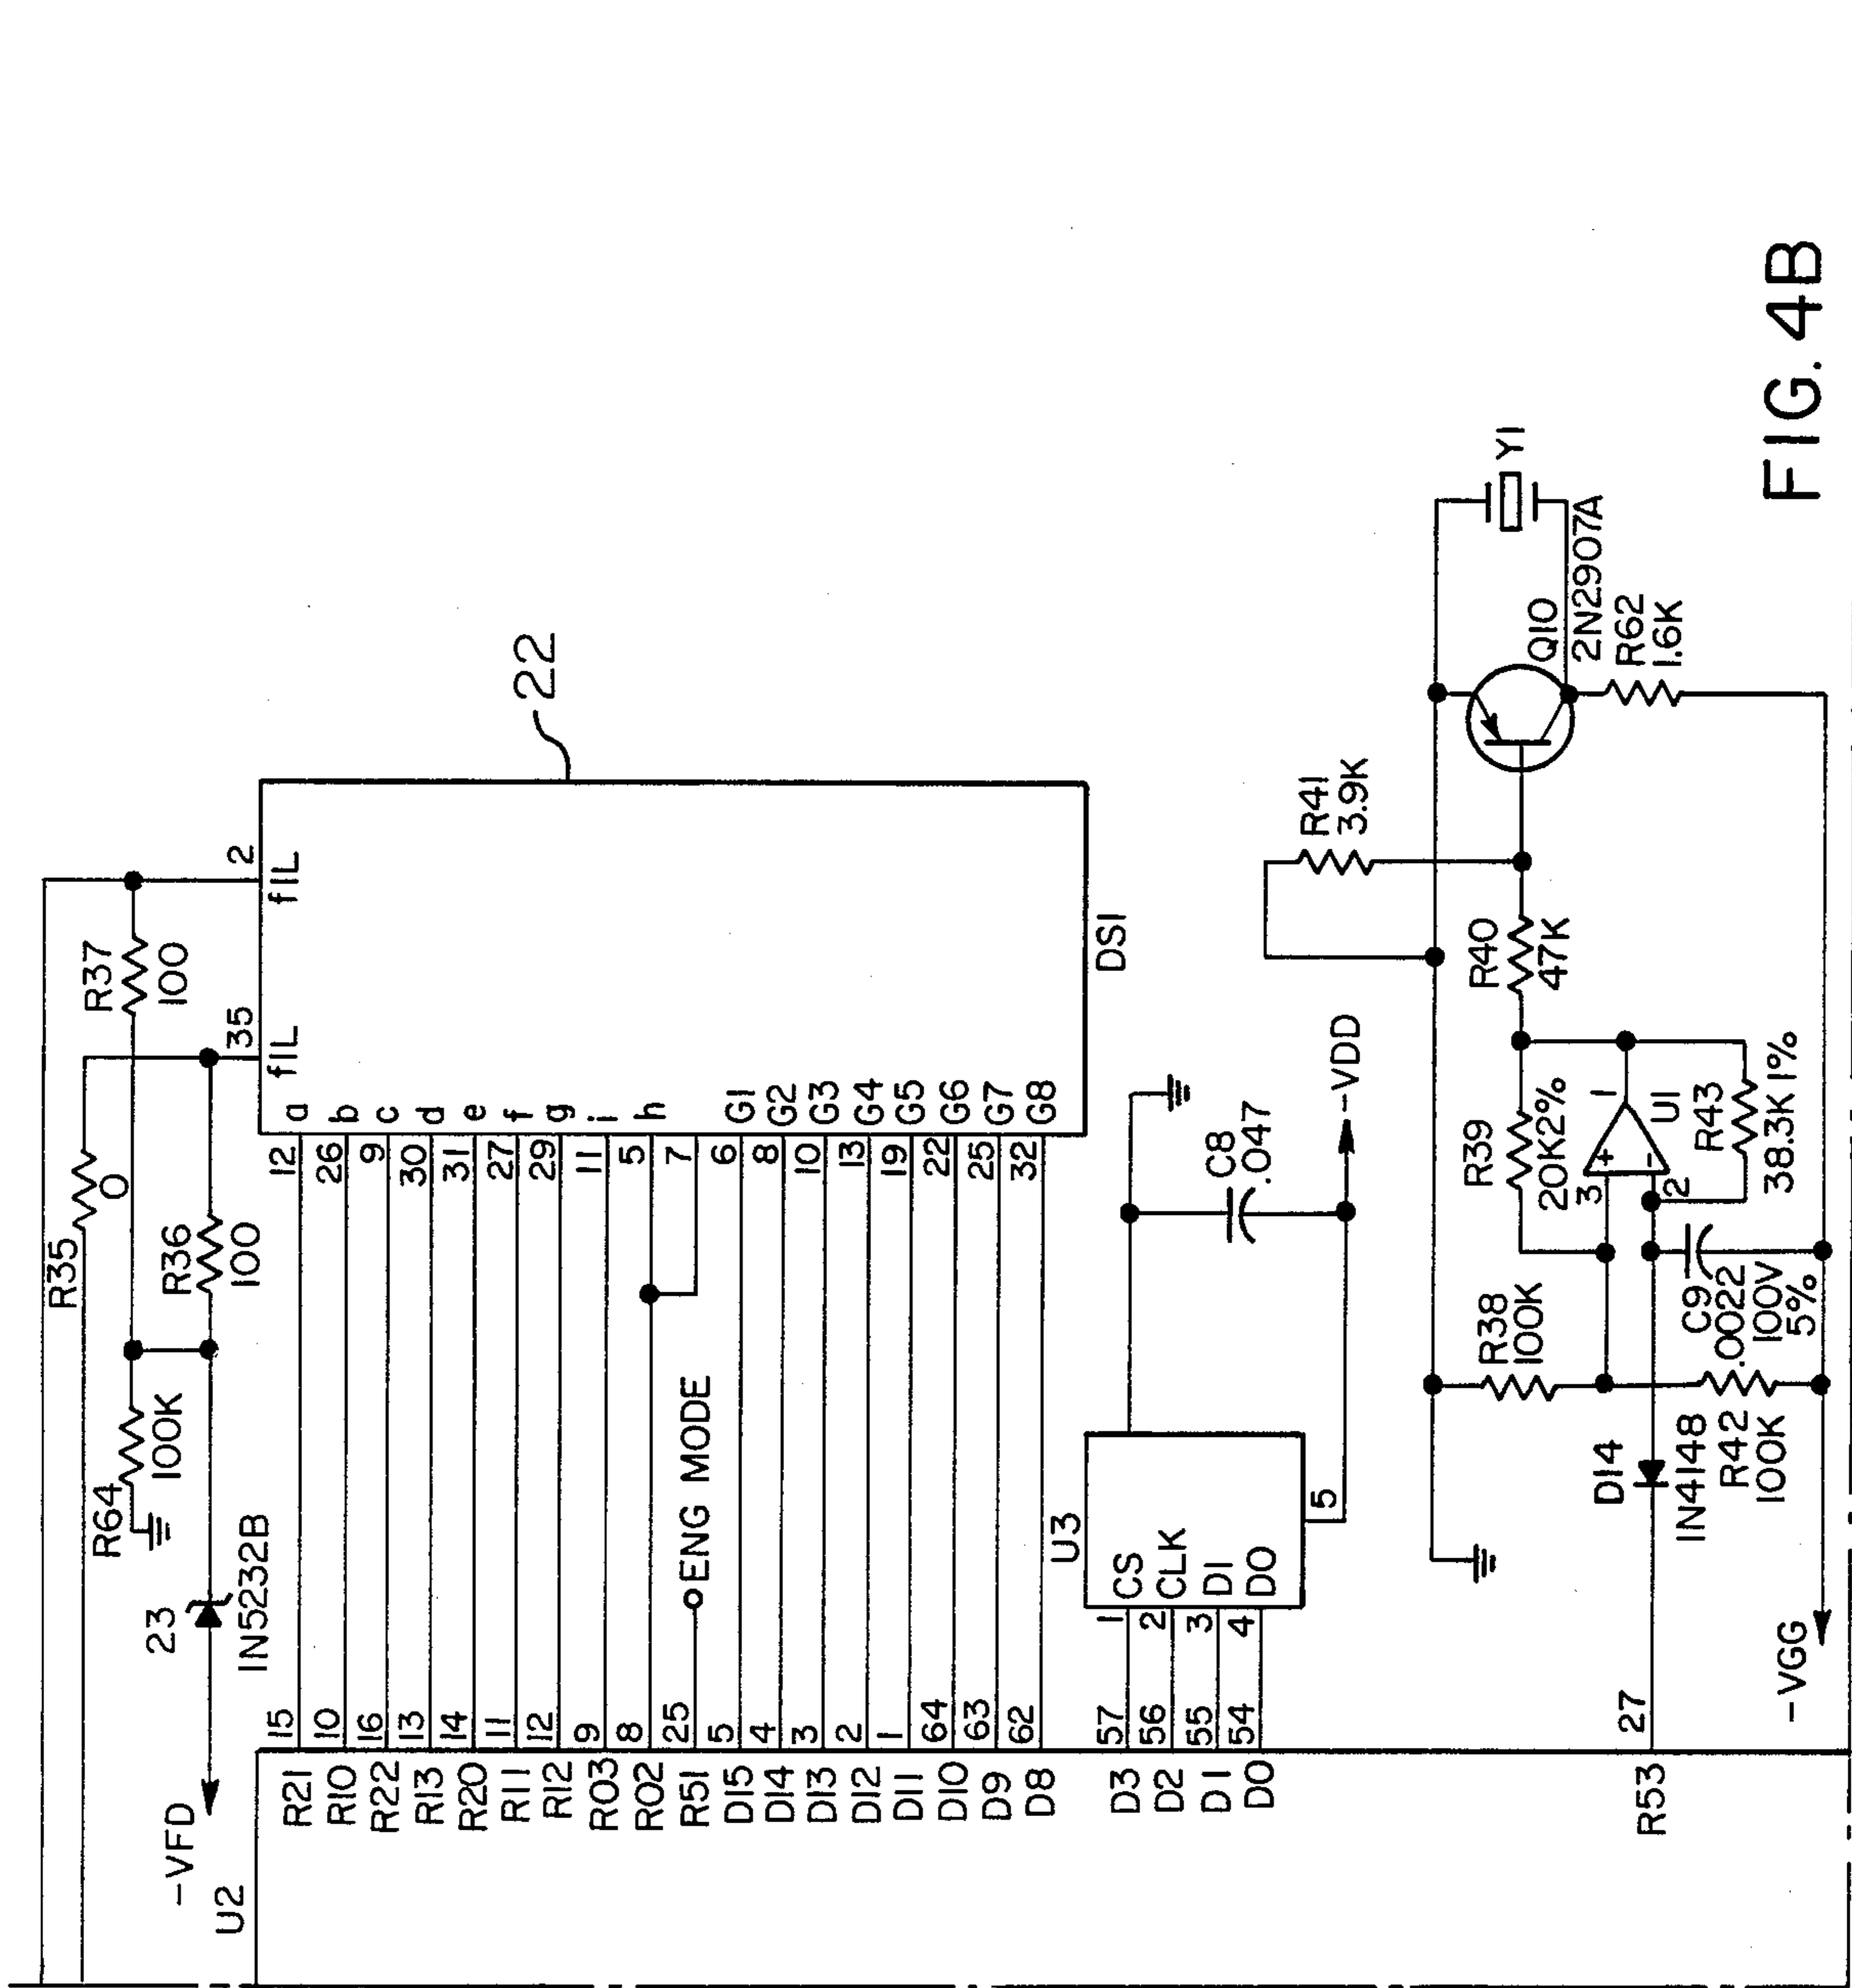 R35
0
R37
100
R36
100
R64
100K
23
1N5232B
-VFD
2
35
fIL
fIL
22
U2
DS1
R21 15 12 a
R10 10 26 b
R22 16 9 c
R13 13 30 d
R20 14 31 e
R11 11 27 f
R12 12 29 g
R03 9 11 i
R02 8 5 h
R51 25 ENG MODE 7
D15 5 6 G1
D14 4 8 G2
D13 3 10 G3
D12 2 13 G4
D11 1 19 G5
D10 64 22 G6
D9 63 25 G7
D8 62 32 G8
U3
D3 57 1 CS
D2 56 2 CLK
D1 55 3 DI
D0 54 4 DO
5
C8
.047
-VDD
R41
3.9K
R40
47K
R39
20K2%
R38
100K
Q10
2N2907A
R62
1.6K
Y1
3
2
1
U1
R43
38.3K 1%
C9
.0022
100V
5%
D14
1N4148
R42
100K
R53 27
-VGG
FIG. 4B